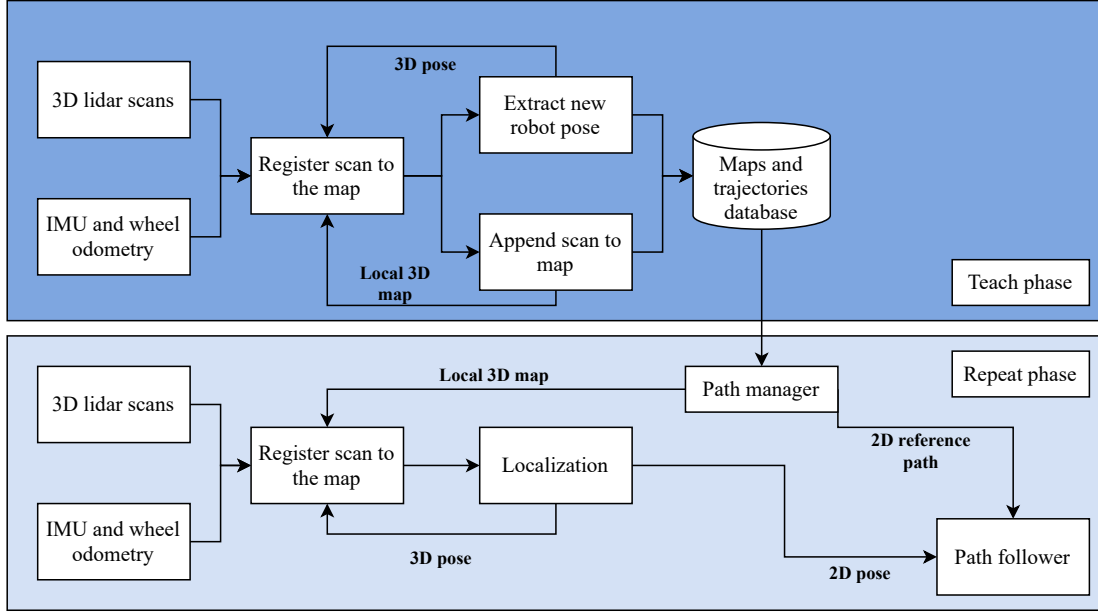 3D pose
3D lidar scans
Extract new
robot pose
Register scan to
the map
Maps and
trajectories
database
IMU and wheel
odometry
Append scan to
map
Local 3D
map
Teach phase
Repeat phase
Local 3D map
Path manager
3D lidar scans
2D reference
path
Register scan to
the map
Localization
IMU and wheel
odometry
3D pose
2D pose
Path follower